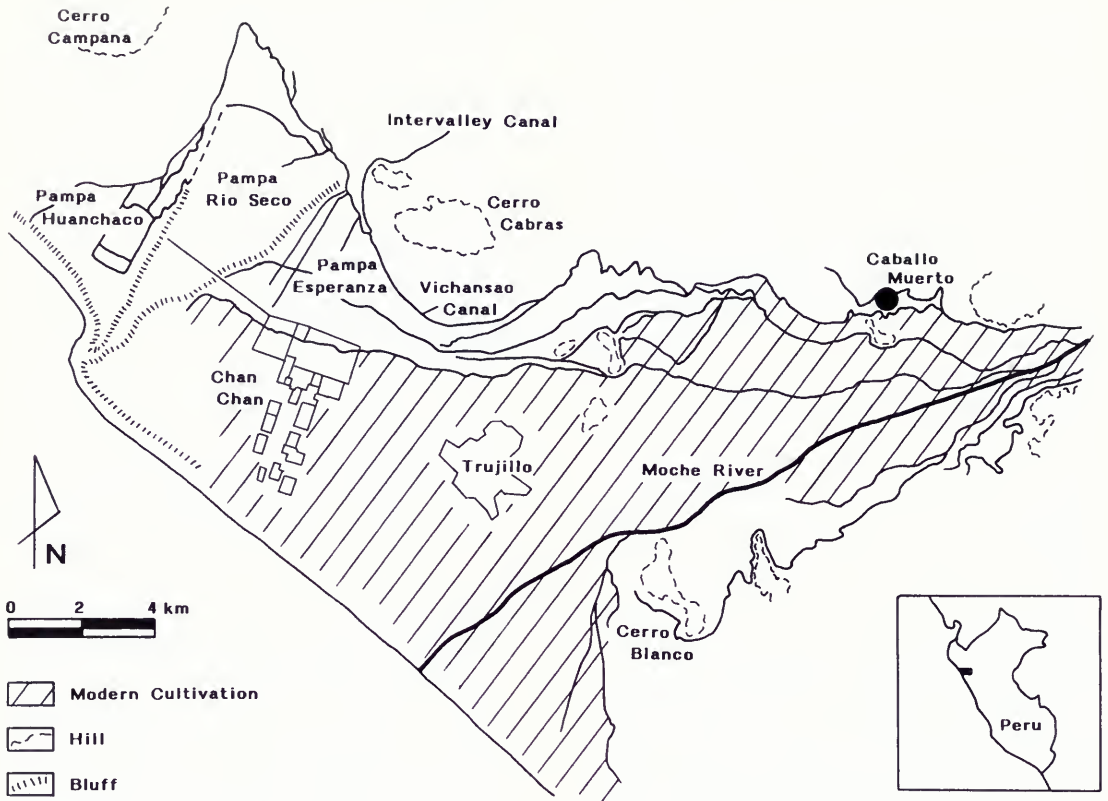 Cerro
Campana
Intervalley Canal
Pampa
Rio Seco
Pampa
Huanchaco
Cerro
Cabras
Caballo
Muerto
Pampa
Esperanza
Vichansao
Canal
Chan
Chan
Trujillo
Moche River
N
0 2 4 km
Cerro
Blanco
Modern Cultivation
Hill
Bluff
Peru